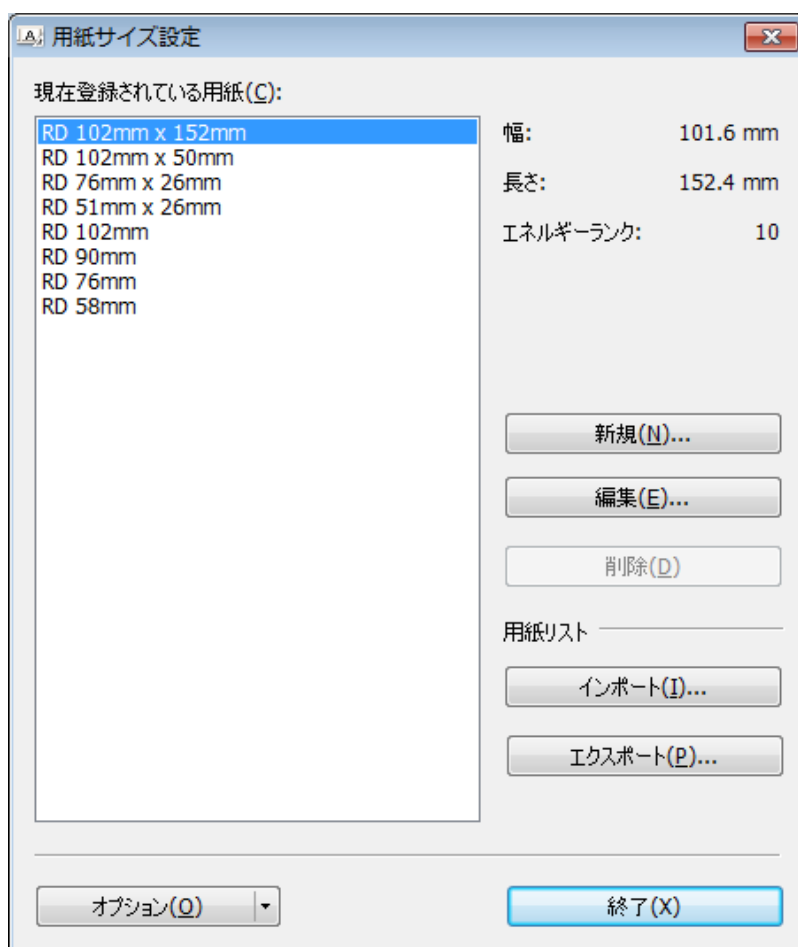 用紙サイズ設定
現在登録されている用紙(C):
RD 102mm x 152mm
RD 102mm x 50mm
RD 76mm x 26mm
RD 51mm x 26mm
RD 102mm
RD 90mm
RD 76mm
RD 58mm
幅: 101.6 mm
長さ: 152.4 mm
エネルギーランク: 10
新規(N)...
編集(E)...
削除(D)
用紙リスト
インポート(I)...
エクスポート(P)...
オプション(O)
終了(X)